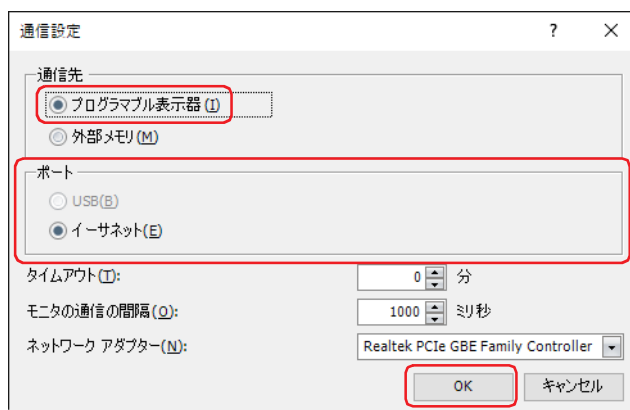 通信設定 ?
通信先
プログラマブル表示器(I)
外部メモリ(M)
ポート
USB(B)
イーサネット(E)
タイムアウト(T): 0 分
モニタの通信の間隔(O): 1000 ミリ秒
ネットワーク アダプター(N): Realtek PCIe GBE Family Controller
OK キャンセル